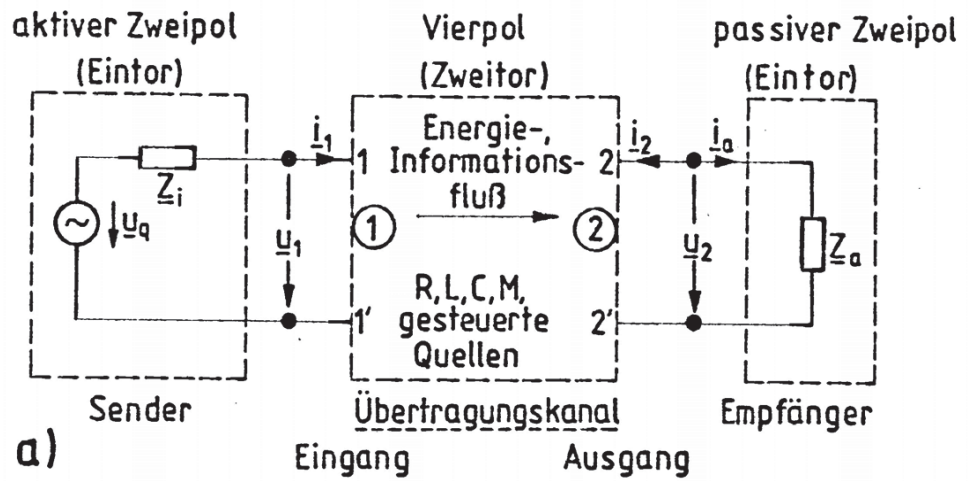 aktiver Zweipol
(Eintor)
Vierpol
(Zweitor)
passiver Zweipol
(Eintor)
i1
Energie-,
Informations-
fluß
i2
ia
1
2
Zi
1
2
uq
u1
u2
Za
R,L,C,M,
gesteuerte
Quellen
1'
2'
Sender
Übertragungskanal
Empfänger
a)
Eingang
Ausgang